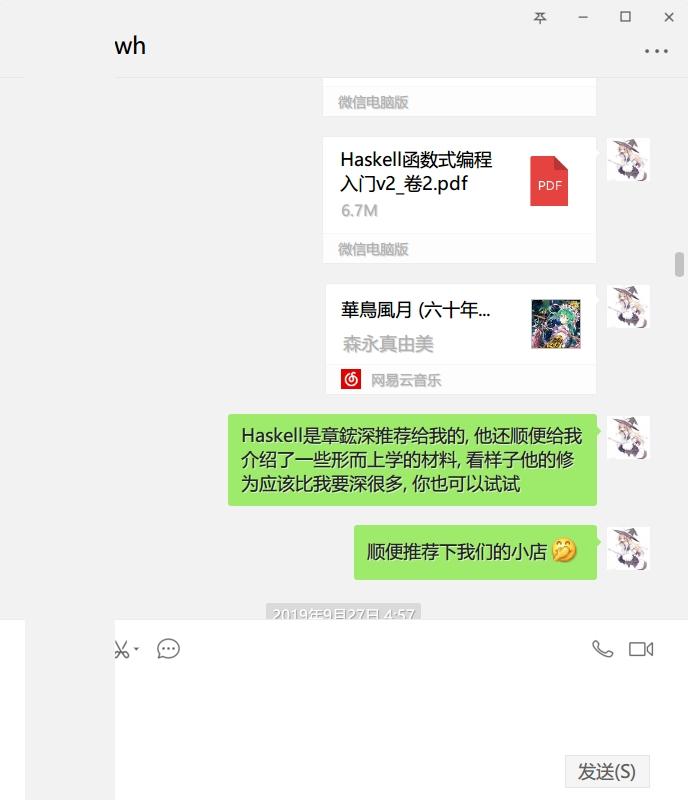 wh
微信电脑版
Haskell函数式编程
入门v2_卷2.pdf
PDF
6.7M
微信电脑版
華鳥風月 (六十年...
森永真由美
网易云音乐
Haskell是章鋐深推荐给我的, 他还顺便给我
介绍了一些形而上学的材料, 看样子他的修
为应该比我要深很多, 你也可以试试
顺便推荐下我们的小店
2019年9月27日 4:57
发送(S)